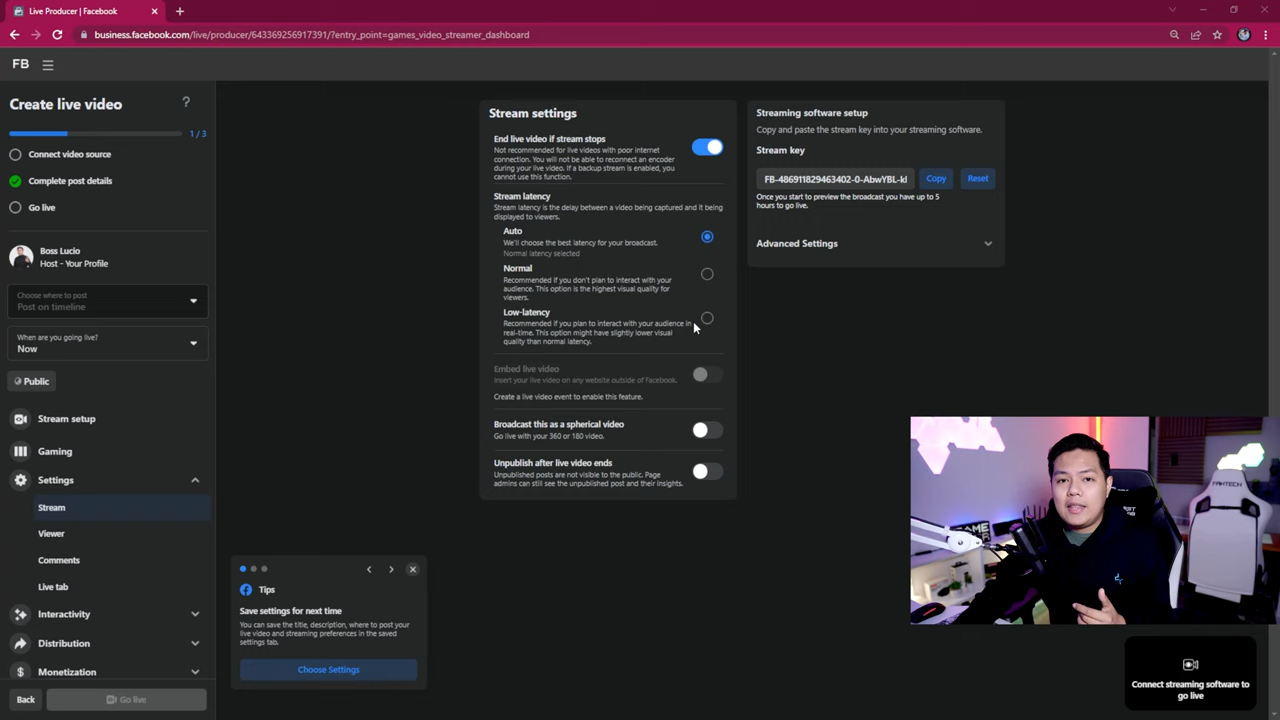 Live Producer | Facebook
business.facebook.com/live/producer/643369256917391/?entry_point=games_video_streamer_dashboard
FB
Create live video
?
1 / 3
Connect video source
Complete post details
Go live
Boss Lucio
Host - Your Profile
Choose where to post
Post on timeline
When are you going live?
Now
Public
Stream setup
Gaming
Settings
Stream
Viewer
Comments
Live tab
Interactivity
Distribution
Monetization
Back
Go live
Stream settings
End live video if stream stops
Not recommended for live videos with poor internet
connection. You will not be able to reconnect an encoder
during your live video. If a backup stream is enabled, you
cannot use this function.
Stream latency
Stream latency is the delay between a video being captured and it being
displayed to viewers.
Auto
We'll choose the best latency for your broadcast.
Normal latency selected
Normal
Recommended if you don't plan to interact with your
audience. This option is the highest visual quality for
viewers.
Low-latency
Recommended if you plan to interact with your audience in
real-time. This option might have slightly lower visual
quality than normal latency.
Embed live video
Insert your live video on any website outside of Facebook.
Create a live video event to enable this feature.
Broadcast this as a spherical video
Go live with your 360 or 180 video.
Unpublish after live video ends
Unpublished posts are not visible to the public. Page
admins can still see the unpublished post and their insights.
Streaming software setup
Copy and paste the stream key into your streaming software.
Stream key
FB-486911829463402-0-AbwYBL-kl
Copy
Reset
Once you start to preview the broadcast you have up to 5
hours to go live.
Advanced Settings
Tips
Save settings for next time
You can save the title, description, where to post your
live video and streaming preferences in the saved
settings tab.
Choose Settings
FANTECH
Connect streaming software to
go live